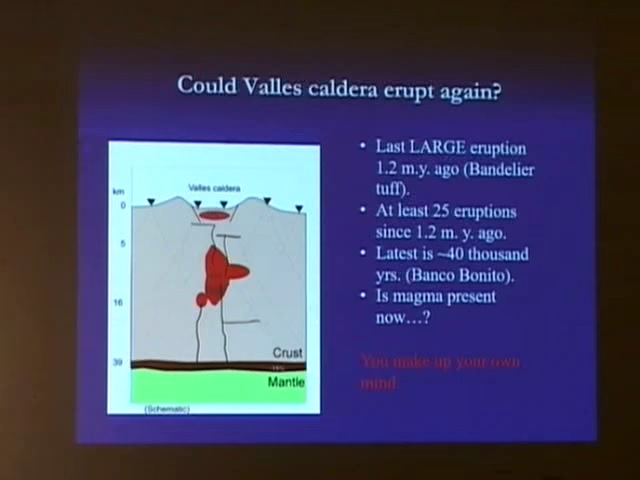 Could Valles caldera erupt again?
• Last LARGE eruption
1.2 m.y. ago (Bandelier
tuff).
• At least 25 eruptions
since 1.2 m. y. ago.
• Latest is ~40 thousand
yrs. (Banco Bonito).
• Is magma present
now…?
You make up your own
mind.
km
Valles caldera
0
5
16
39
Crust
Mantle
(Schematic)